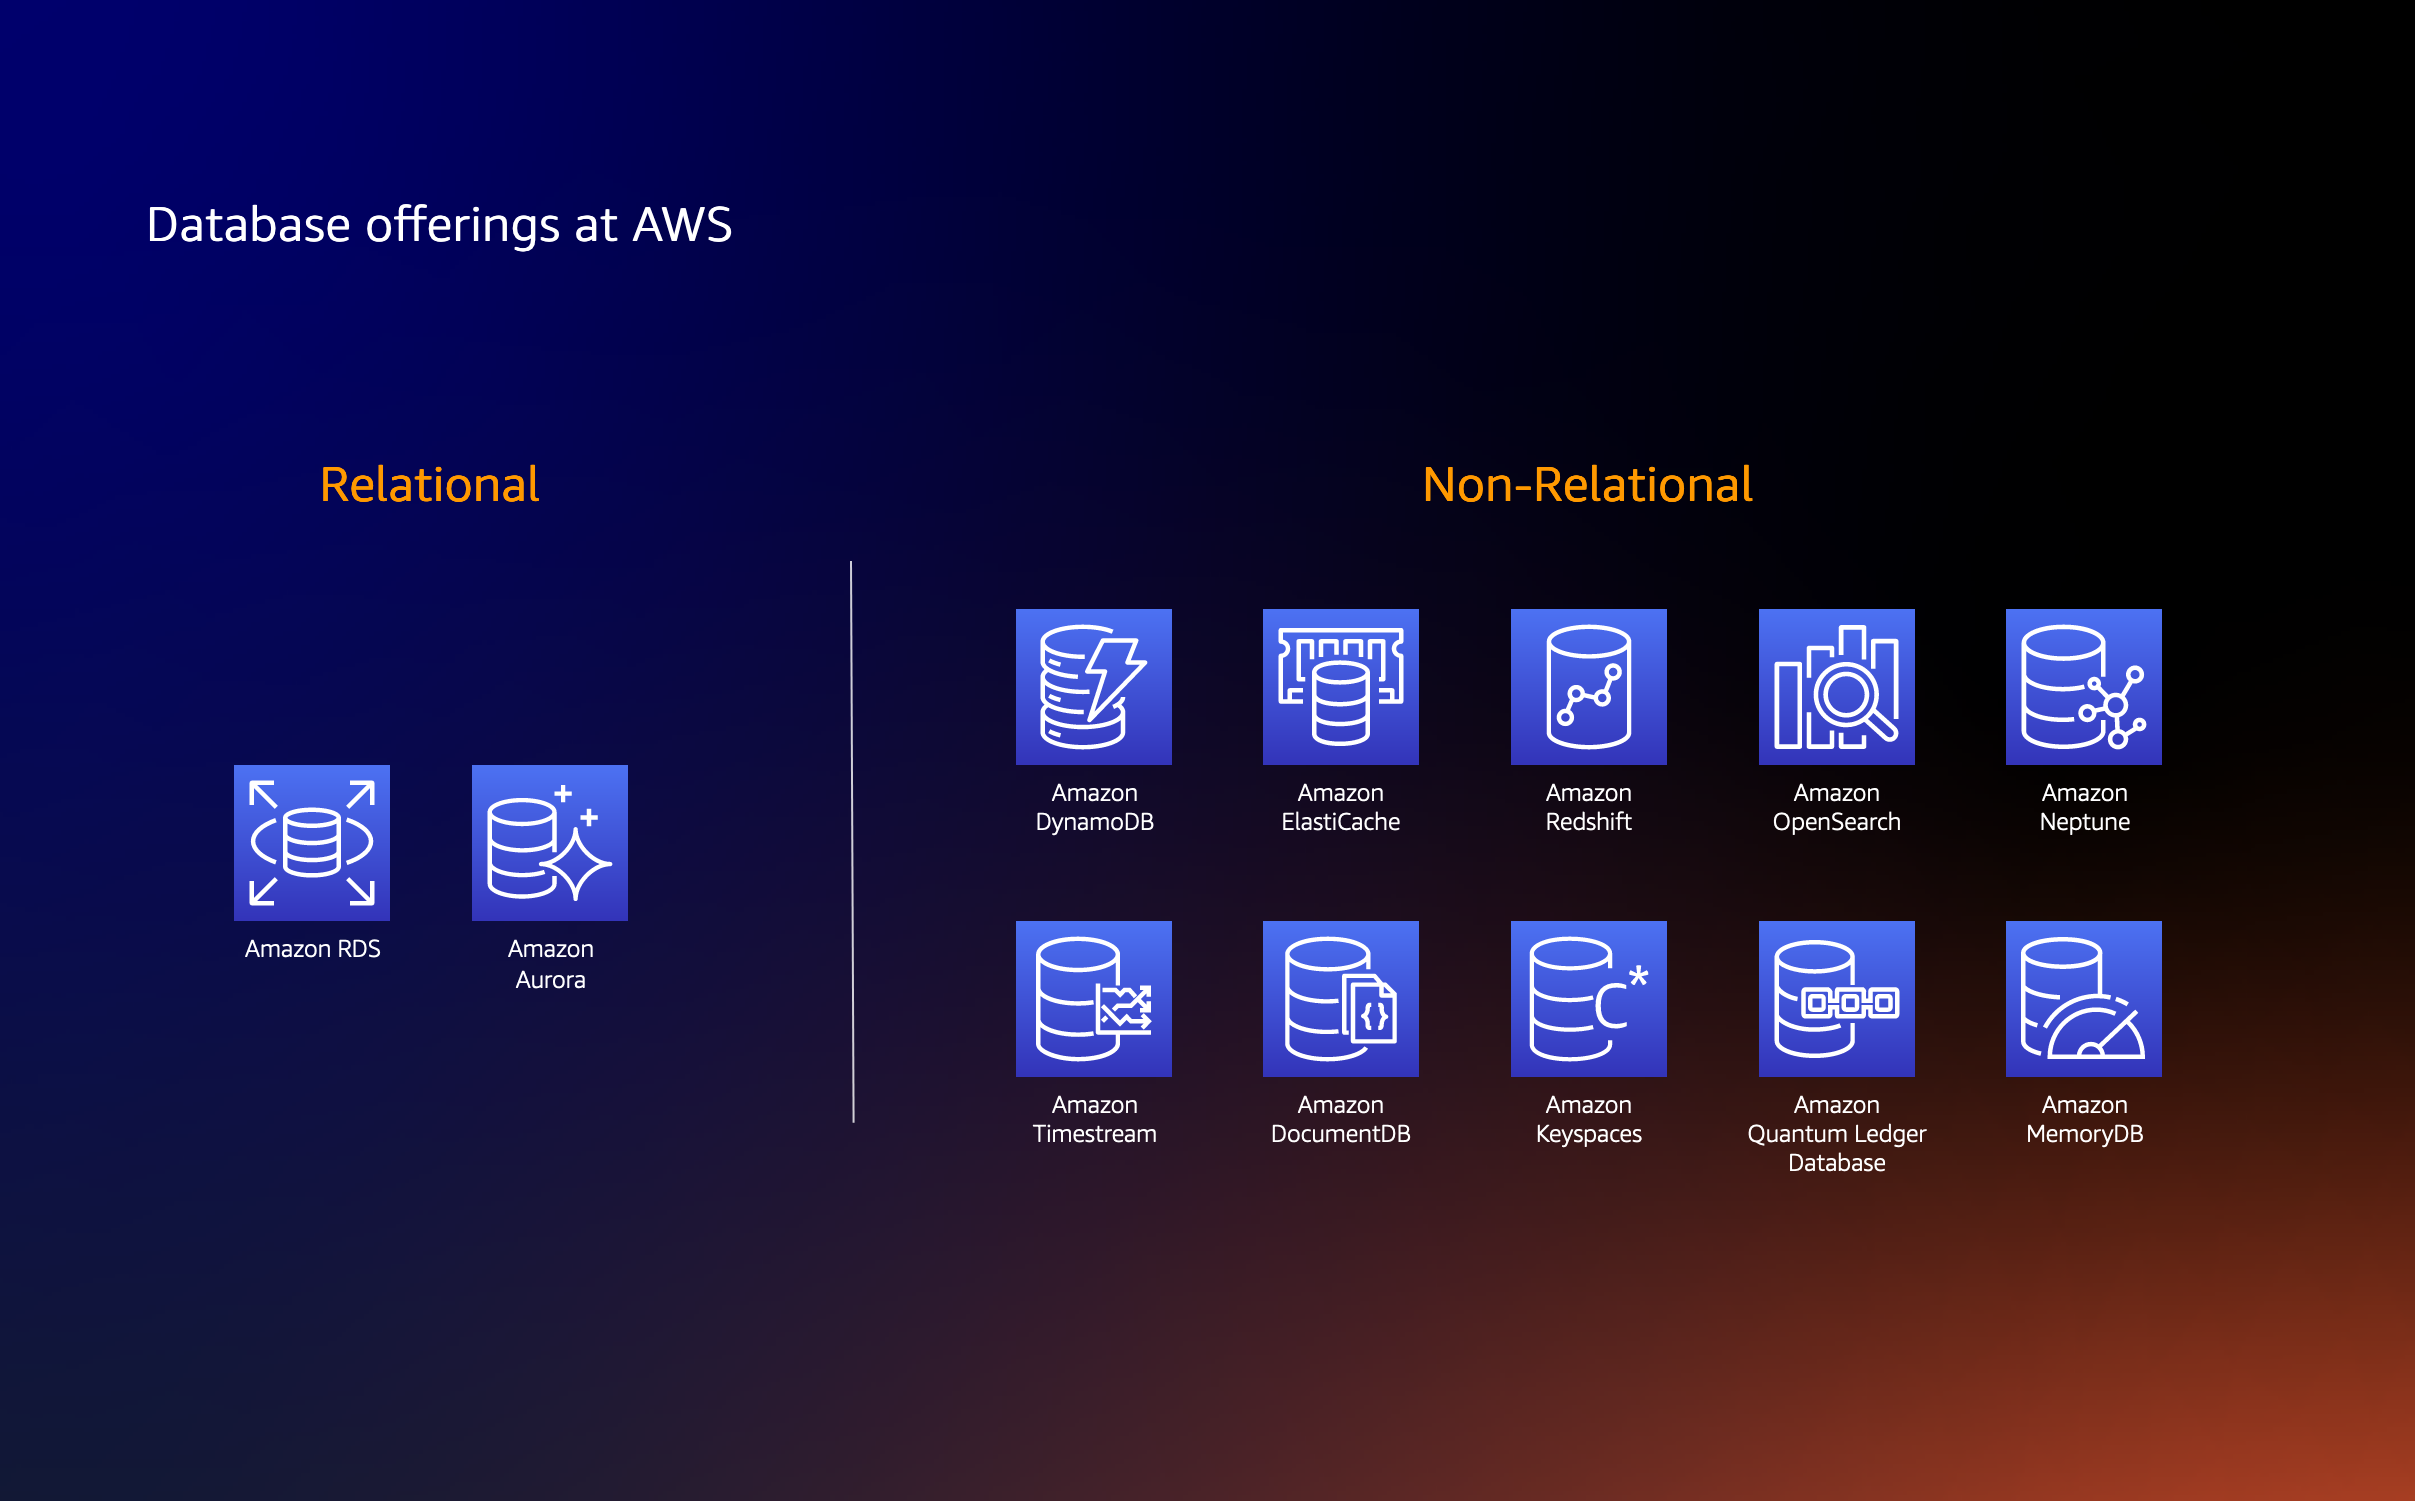 Database offerings at AWS
Relational
Non-Relational
Amazon RDS
Amazon
Aurora
Amazon
DynamoDB
Amazon
ElastiCache
Amazon
Redshift
Amazon
OpenSearch
Amazon
Neptune
Amazon
Timestream
Amazon
DocumentDB
{}
Amazon
Keyspaces
C*
Amazon
Quantum Ledger
Database
Amazon
MemoryDB